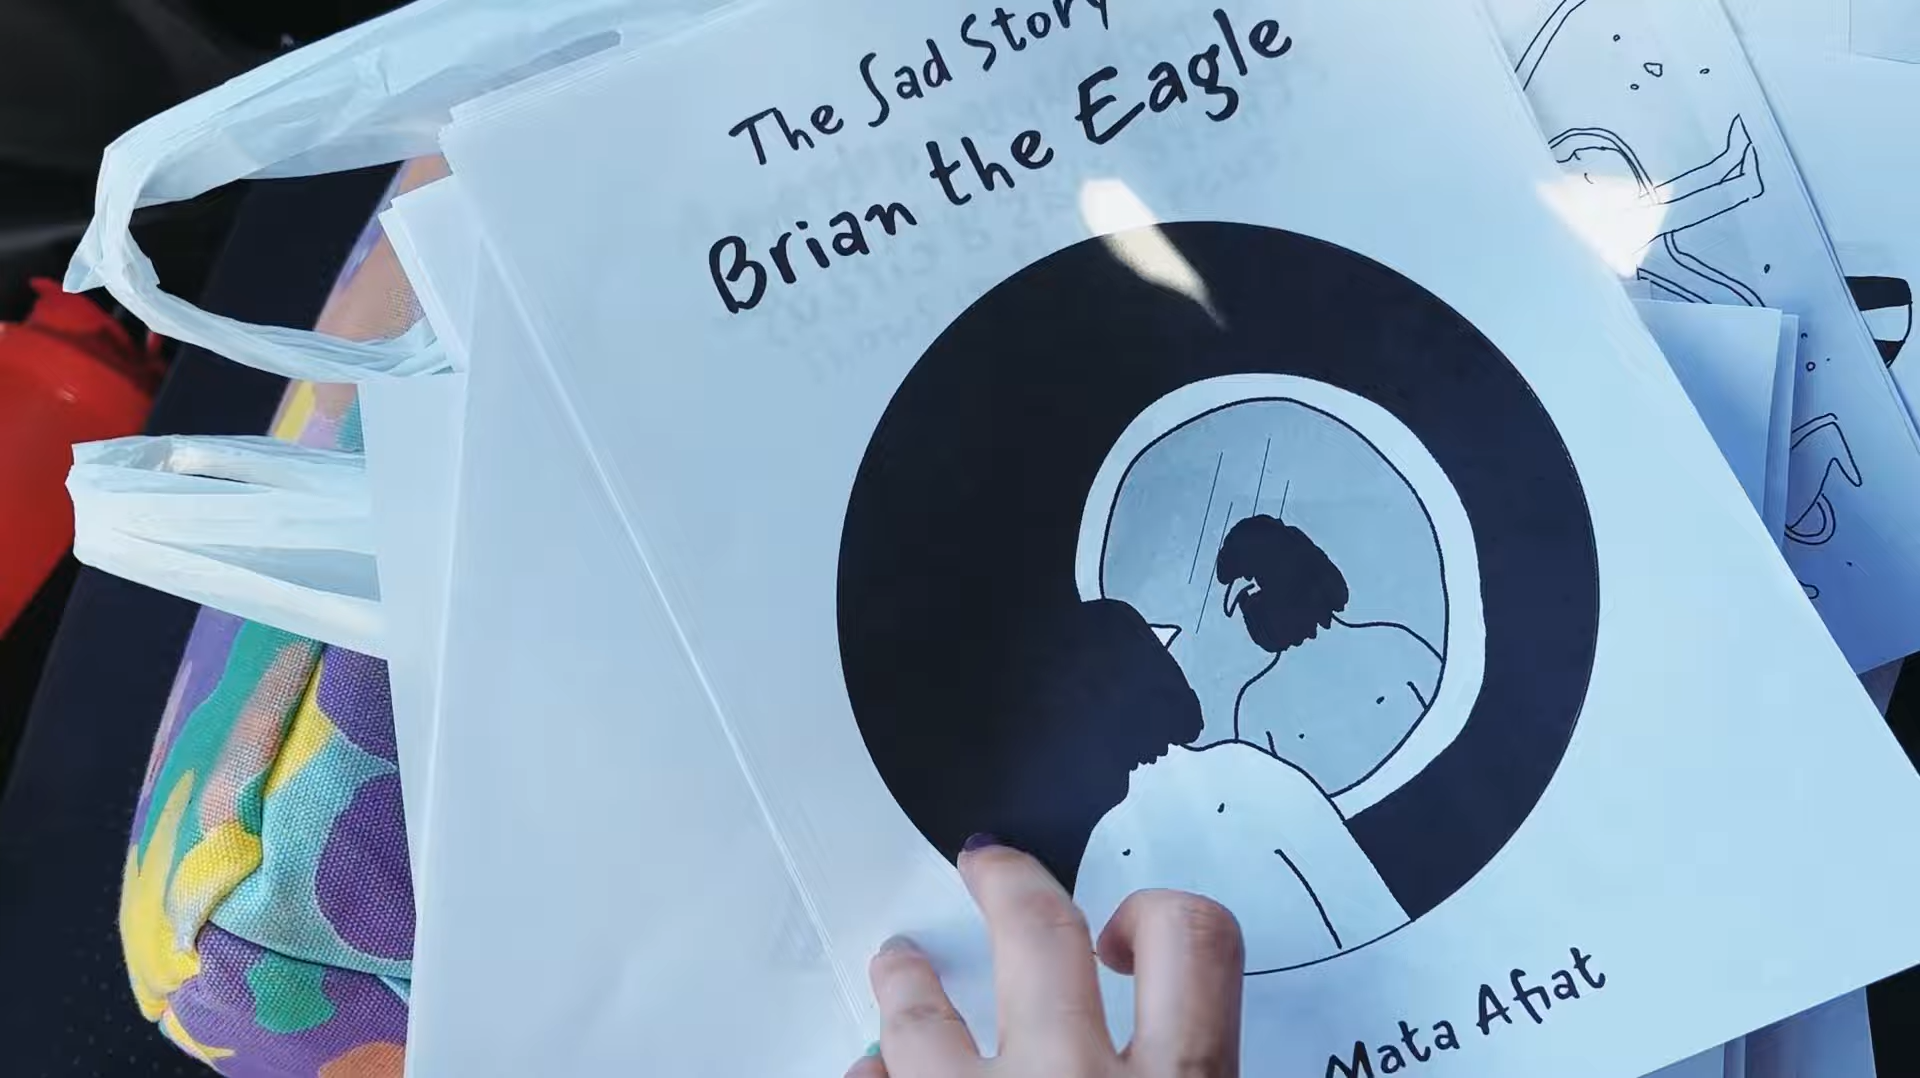 The Sad Story
Brian the Eagle
Mata Afiat